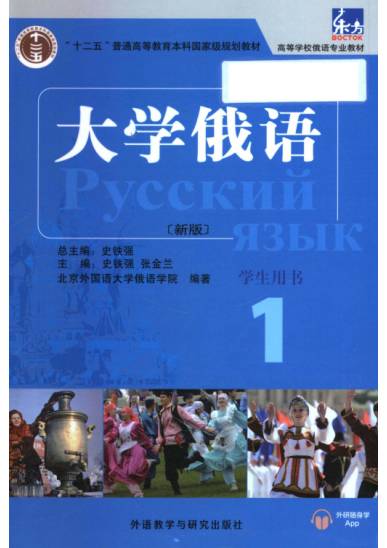 十二五
东方
BOCTOK
"十二五"普通高等教育本科国家级规划教材
高等学校俄语专业教材
大学俄语
Русский
язык
〔新版〕
总主编：史铁强
主　编：史铁强 张金兰
北京外国语大学俄语学院　编著
学生用书
1
外语教学与研究出版社
外研随身学
App